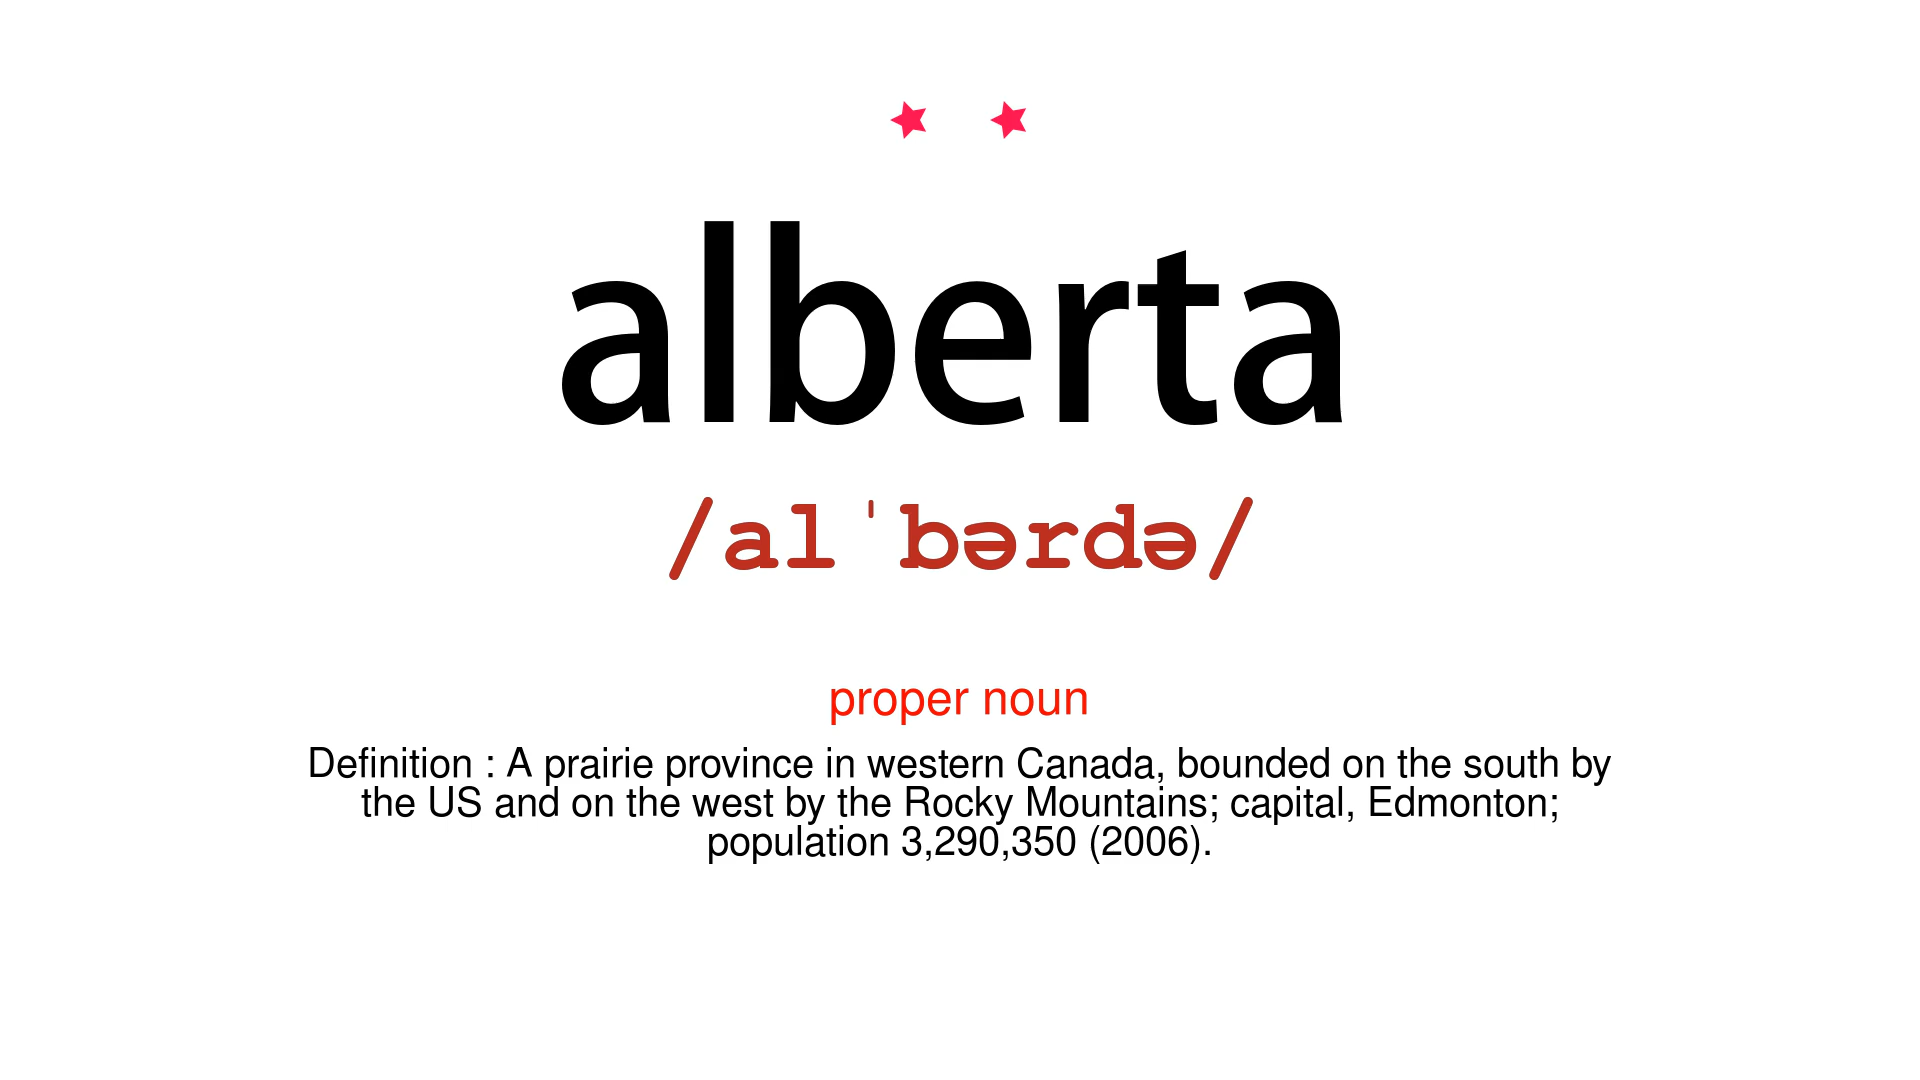 alberta
/alˈbərdə/
proper noun
Definition : A prairie province in western Canada, bounded on the south by
the US and on the west by the Rocky Mountains; capital, Edmonton;
population 3,290,350 (2006).